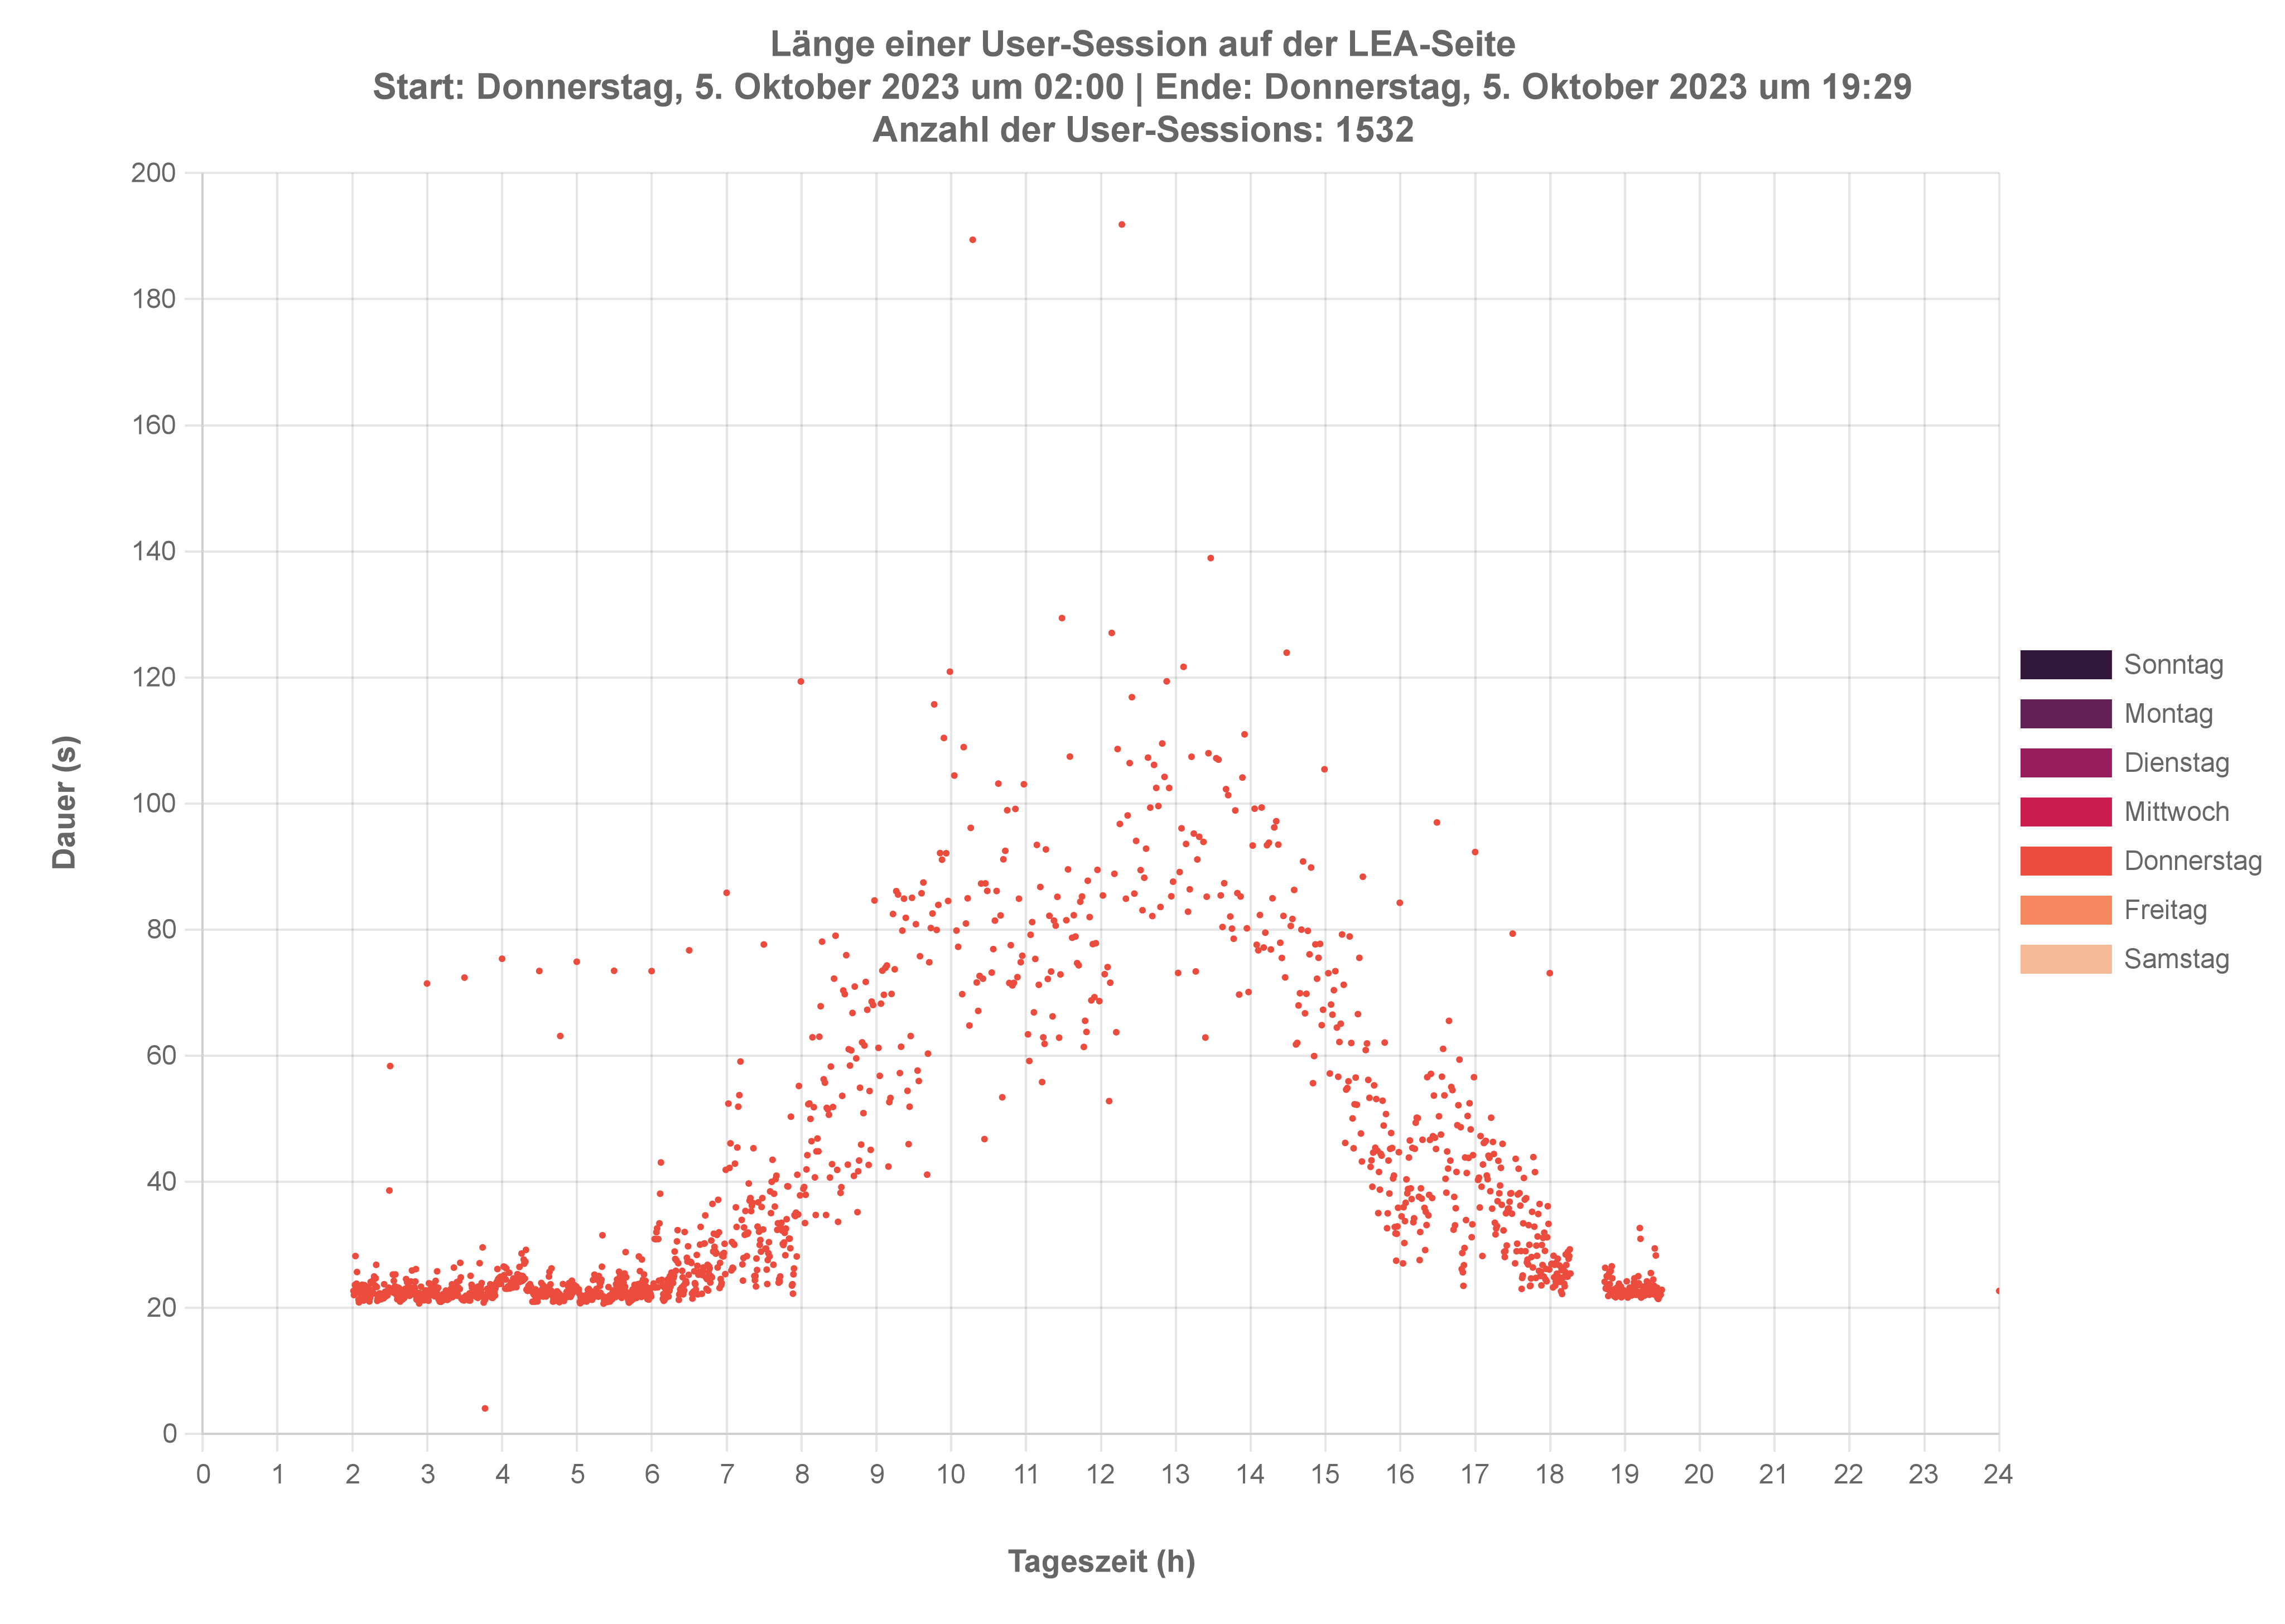 Länge einer User-Session auf der LEA-Seite
Start: Donnerstag, 5. Oktober 2023 um 02:00 | Ende: Donnerstag, 5. Oktober 2023 um 19:29
Anzahl der User-Sessions: 1532
200
180
160
140
120
100
80
60
40
20
0
Dauer (s)
0 1 2 3 4 5 6 7 8 9 10 11 12 13 14 15 16 17 18 19 20 21 22 23 24
Tageszeit (h)
Sonntag
Montag
Dienstag
Mittwoch
Donnerstag
Freitag
Samstag